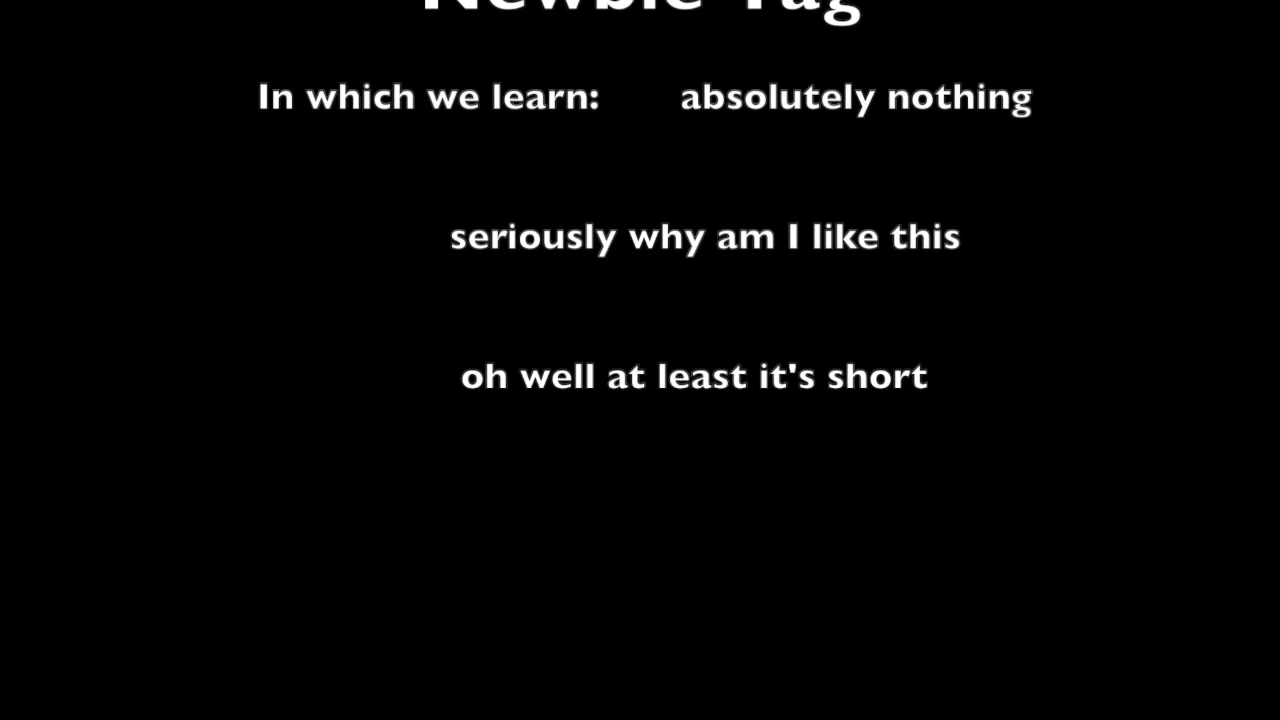 Newbie Tag
In which we learn: absolutely nothing
seriously why am I like this
oh well at least it's short